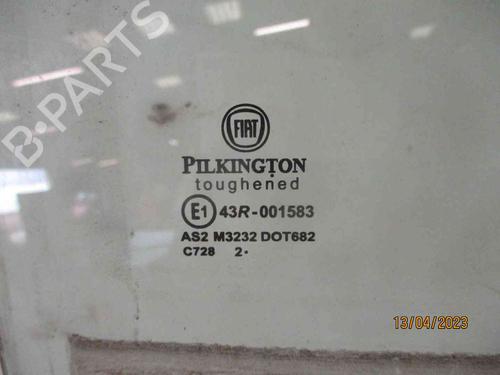 B-PARTS
FIAT
PILKINGTON
toughened
E1 43R-001583
AS2 M3232 DOT682
C728 2·
13/04/2023